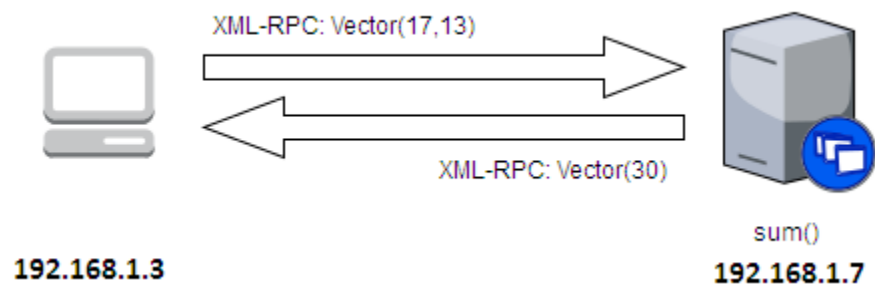 XML-RPC: Vector(17,13)
XML-RPC: Vector(30)
sum()
192.168.1.3
192.168.1.7